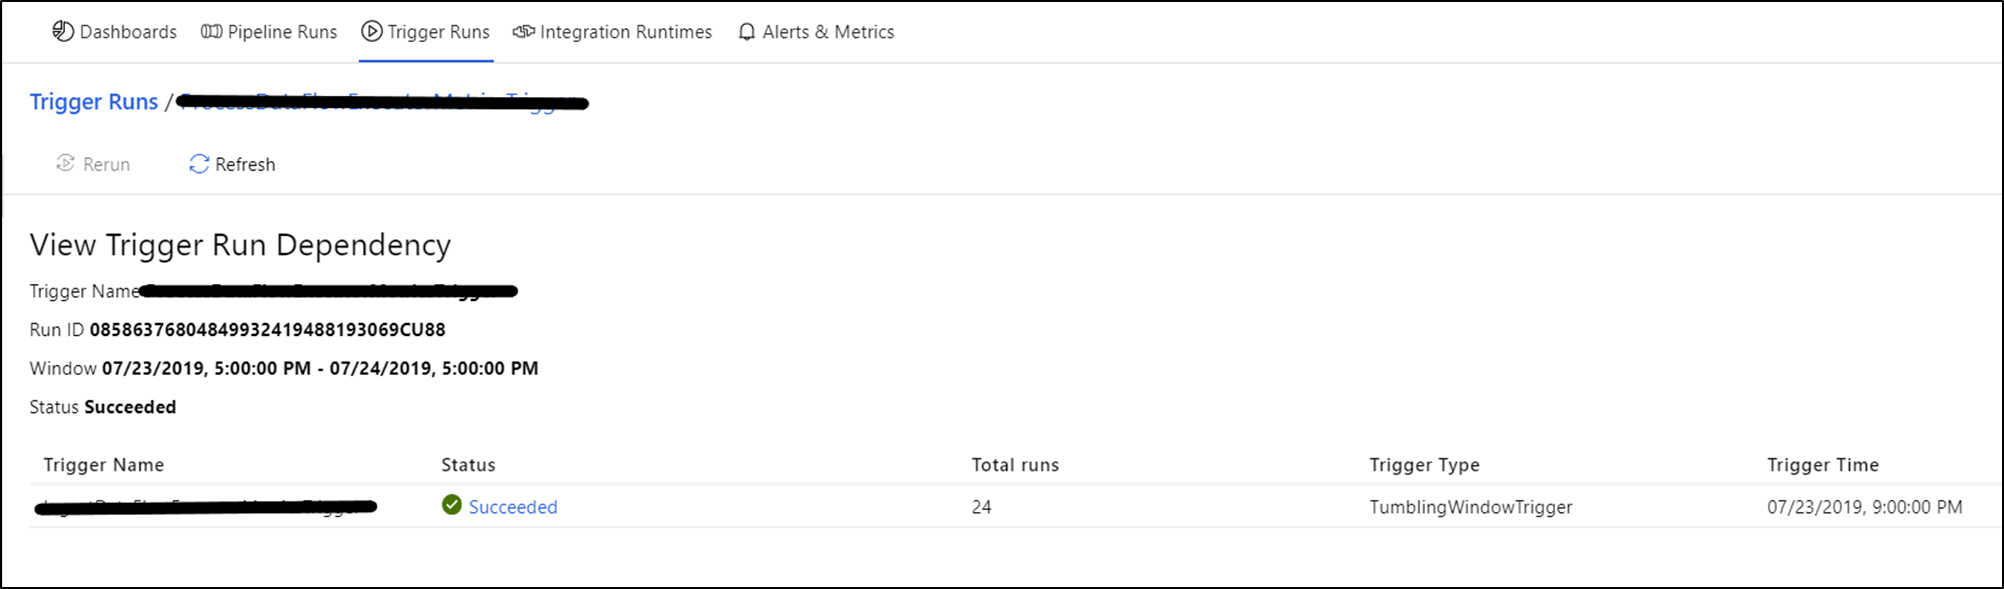 Dashboards Pipeline Runs Trigger Runs Integration Runtimes Alerts & Metrics
Trigger Runs /
Rerun Refresh
View Trigger Run Dependency
Trigger Name
Run ID 08586376804849932419488193069CU88
Window 07/23/2019, 5:00:00 PM - 07/24/2019, 5:00:00 PM
Status Succeeded
Trigger Name Status Total runs Trigger Type Trigger Time
Succeeded 24 TumblingWindowTrigger 07/23/2019, 9:00:00 PM